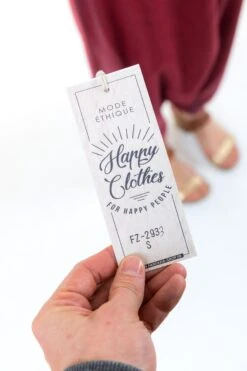 MODE
ÉTHIQUE
Happy
Clothes
FOR HAPPY PEOPLE
FZ-2933
S